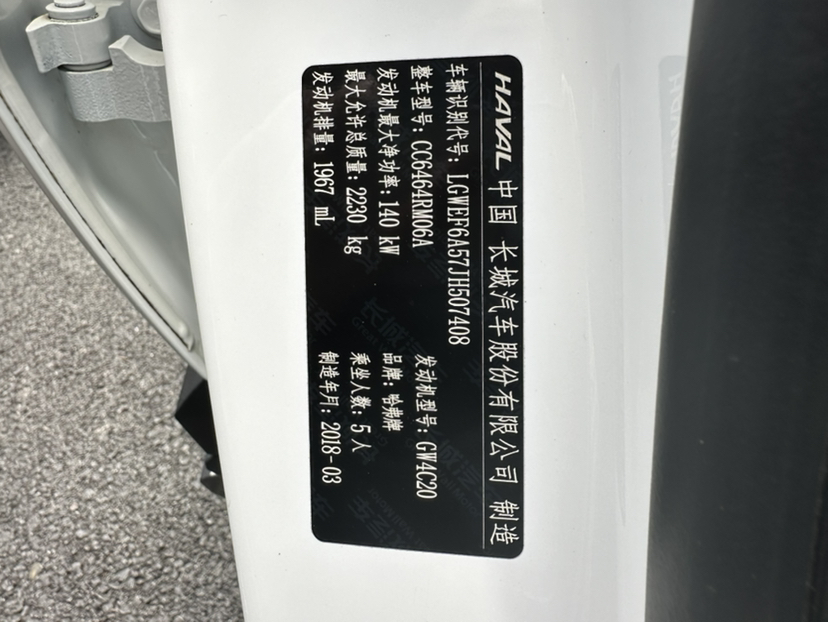 HAVAL 中国 长城汽车股份有限公司 制造
车辆识别代号：LGWEF6A57JH507408
整车型号：CC6464RM06A 发动机型号：GW4C20
发动机最大净功率：140 kW 品牌：哈弗牌
最大允许总质量：2230 kg 乘坐人数：5 人
发动机排量：1967 mL 制造年月：2018-03